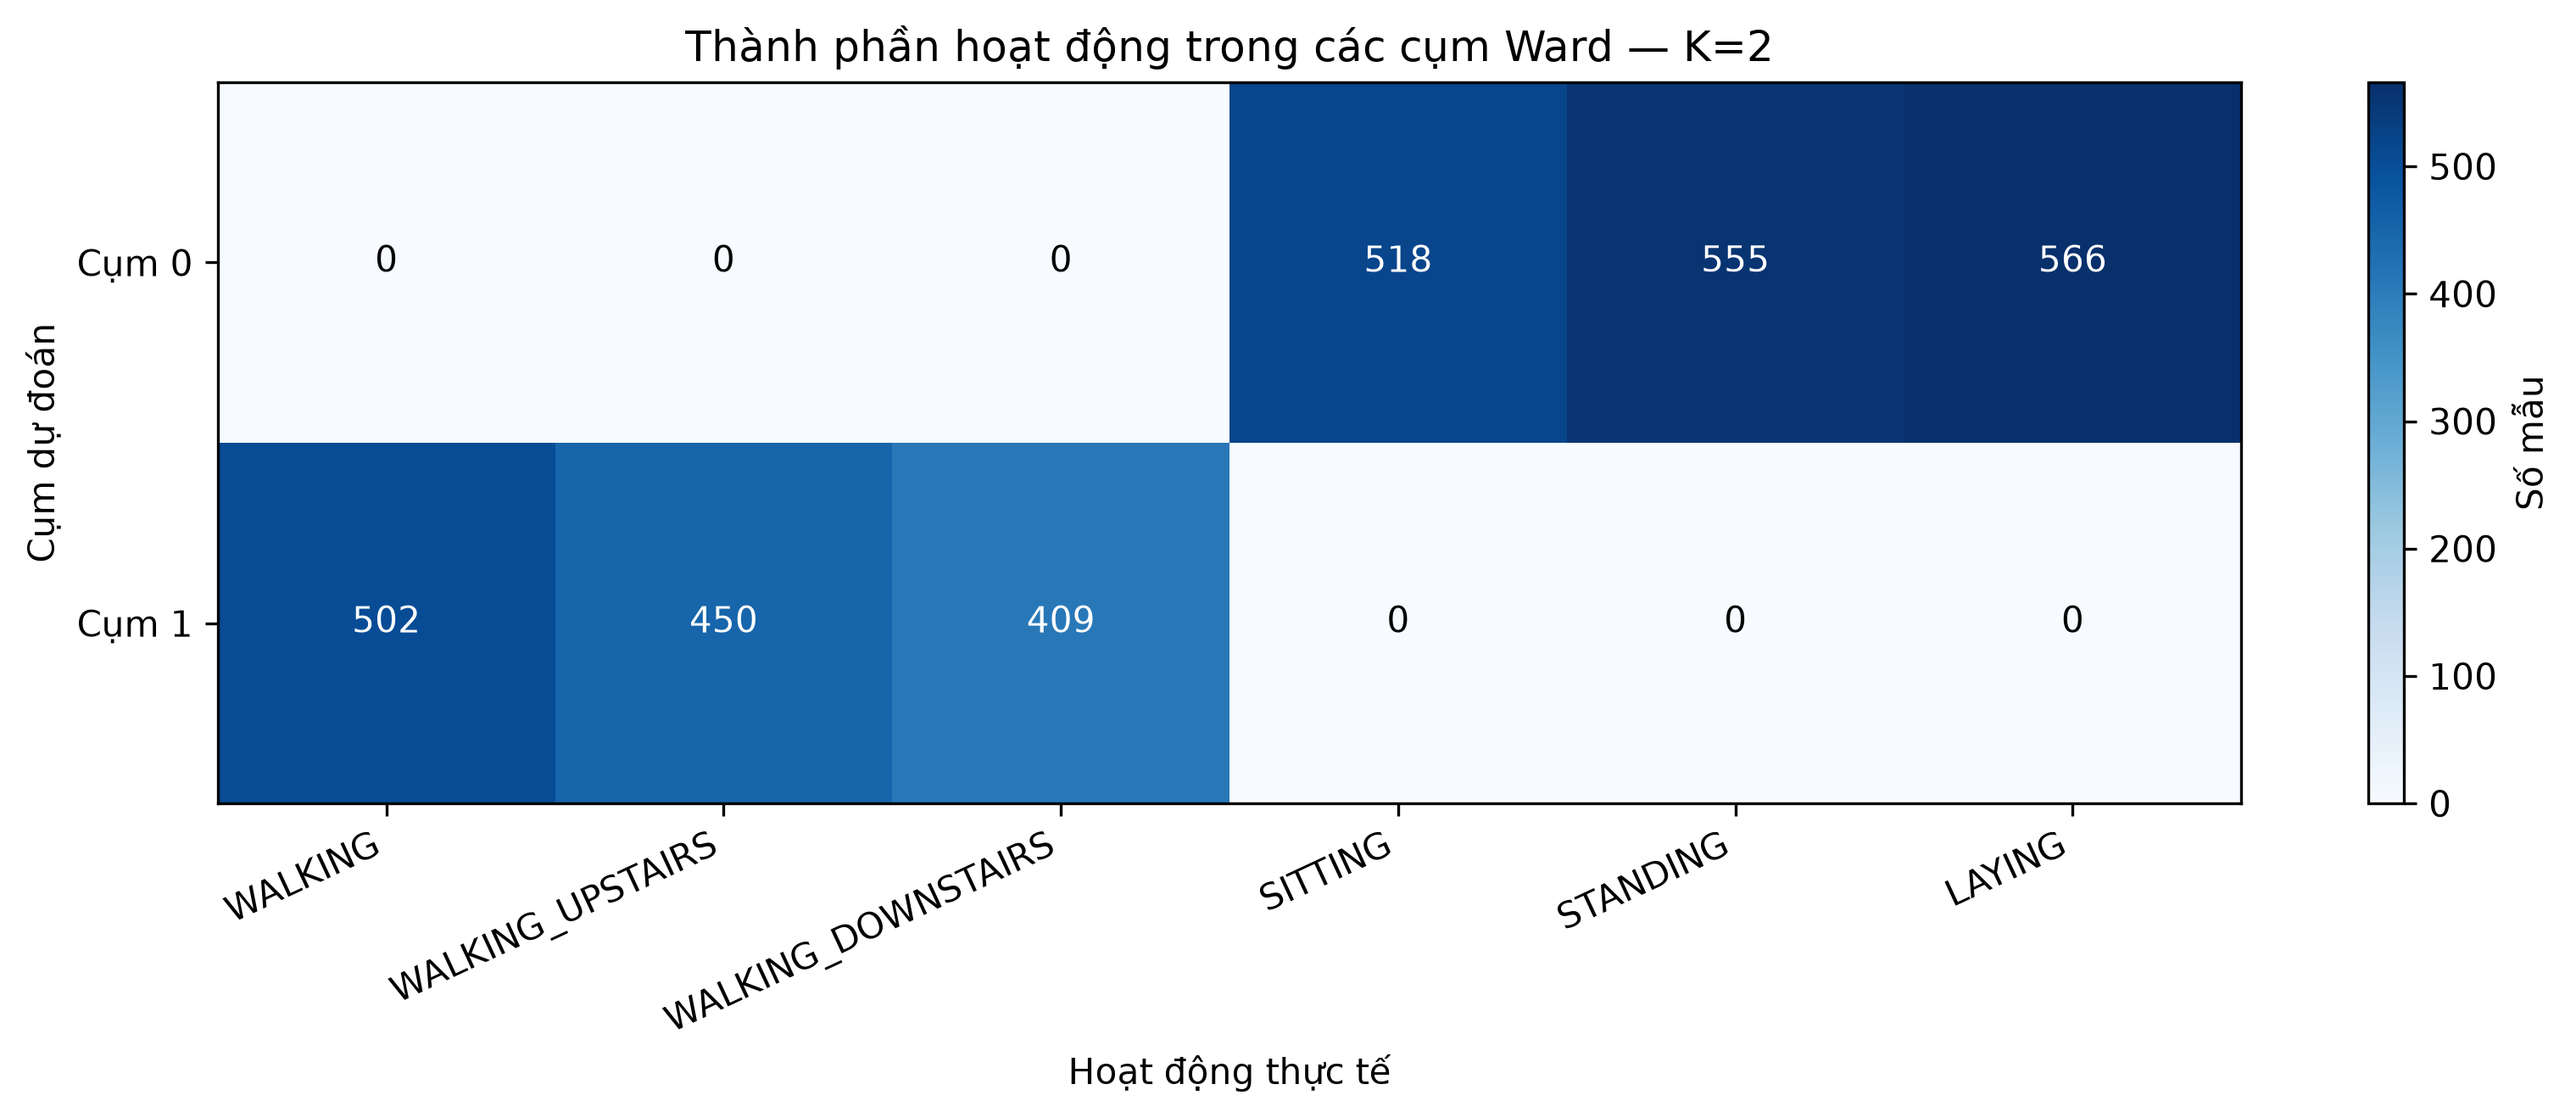 Thành phần hoạt động trong các cụm Ward — K=2
Cụm dự đoán
Cụm 0
0 0 0 518 555 566
Cụm 1
502 450 409 0 0 0
WALKING
WALKING_UPSTAIRS
WALKING_DOWNSTAIRS
SITTING
STANDING
LAYING
Hoạt động thực tế
500
400
300
200
100
0
Số mẫu